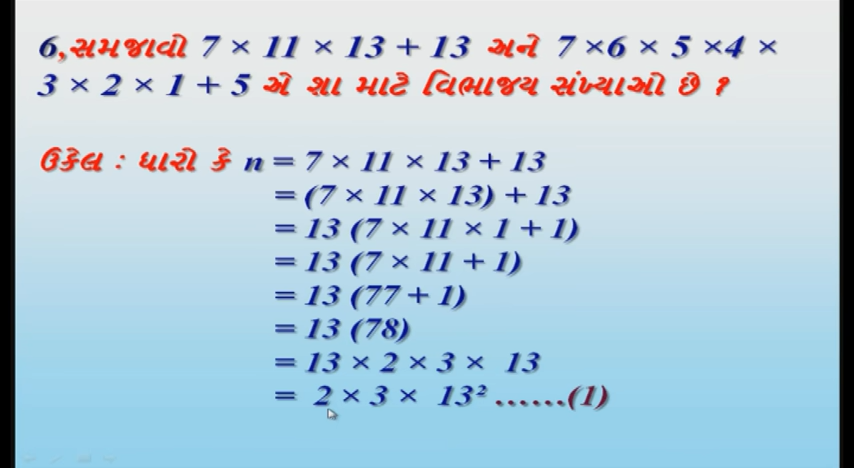 6,સમજાવો 7 × 11 × 13 + 13 અને 7 ×6 × 5 ×4 ×
3 × 2 × 1 + 5 એ શા માટે વિભાજય સંખ્યાઓ છે ?
ઉકેલ : ધારો કે n = 7 × 11 × 13 + 13
= (7 × 11 × 13) + 13
= 13 (7 × 11 × 1 + 1)
= 13 (7 × 11 + 1)
= 13 (77 + 1)
= 13 (78)
= 13 × 2 × 3 × 13
= 2 × 3 × 13² ......(1)